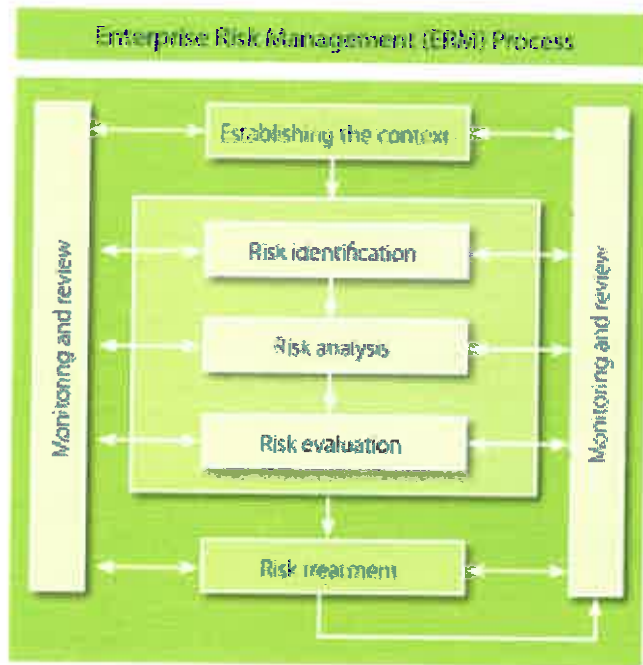 Enterprise Risk Management (ERM) Process
Establishing the context
Monitoring and review
Risk identification
Risk analysis
Risk evaluation
Monitoring and review
Risk treatment